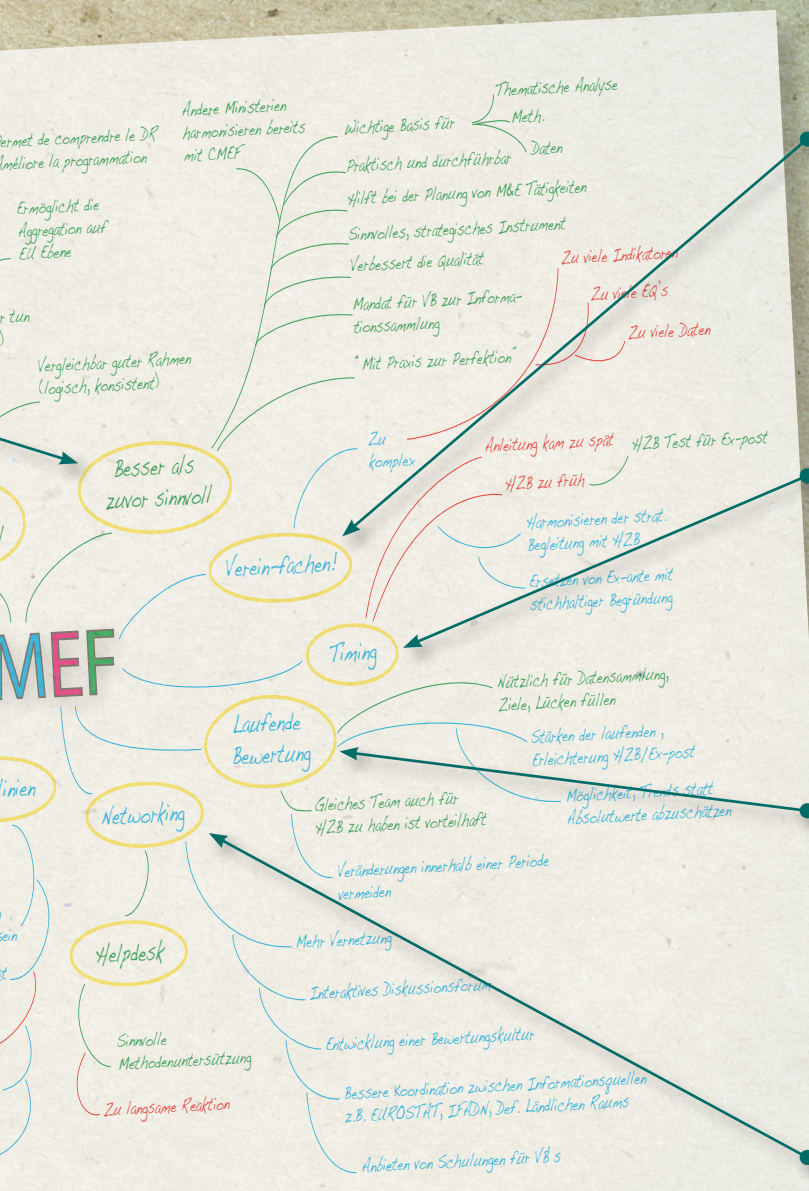 Andere Ministerien
harmonisieren bereits
mit CMEF
Wichtige Basis für
Thematische Analyse
Meth.
Daten
Praktisch und durchführbar
Hilft bei der Planung von M&E Tätigkeiten
Sinnvolles, strategisches Instrument
Verbessert die Qualität
Mandat für VB zur Informa-
tionssammlung
"Mit Praxis zur Perfektion"
ermet de comprendre le DR
Améliore la programmation
Ermöglicht die
Aggregation auf
EU Ebene
r tun
)
Vergleichbar guter Rahmen
(logisch, konsistent)
Besser als
zuvor sinnvoll
Zu viele Indikatoren
Zu viele EQ's
Zu viele Daten
Zu
komplex
Verein-fachen!
Anleitung kam zu spät
HZB zu früh
HZB Test für Ex-post
Harmonisieren der strat.
Begleitung mit HZB
Ersetzen von Ex-ante mit
stichhaltiger Begründung
Timing
MEF
Nützlich für Datensammlung,
Ziele, Lücken füllen
Laufende
Bewertung
Stärken der laufenden ,
Erleichterung HZB/Ex-post
Möglichkeit, Trends statt
Absolutwerte abzuschätzen
Gleiches Team auch für
HZB zu haben ist vorteilhaft
Veränderungen innerhalb einer Periode
vermeiden
linien
Networking
sein
Helpdesk
Sinnvolle
Methodenuntersützung
Zu langsame Reaktion
Mehr Vernetzung
Interaktives Diskussionsforum
Entwicklung einer Bewertungskultur
Bessere Koordination zwischen Informationsquellen
z.B. EUROSTAT, IFADN, Def. Ländlichen Raums
Anbieten von Schulungen für VB s